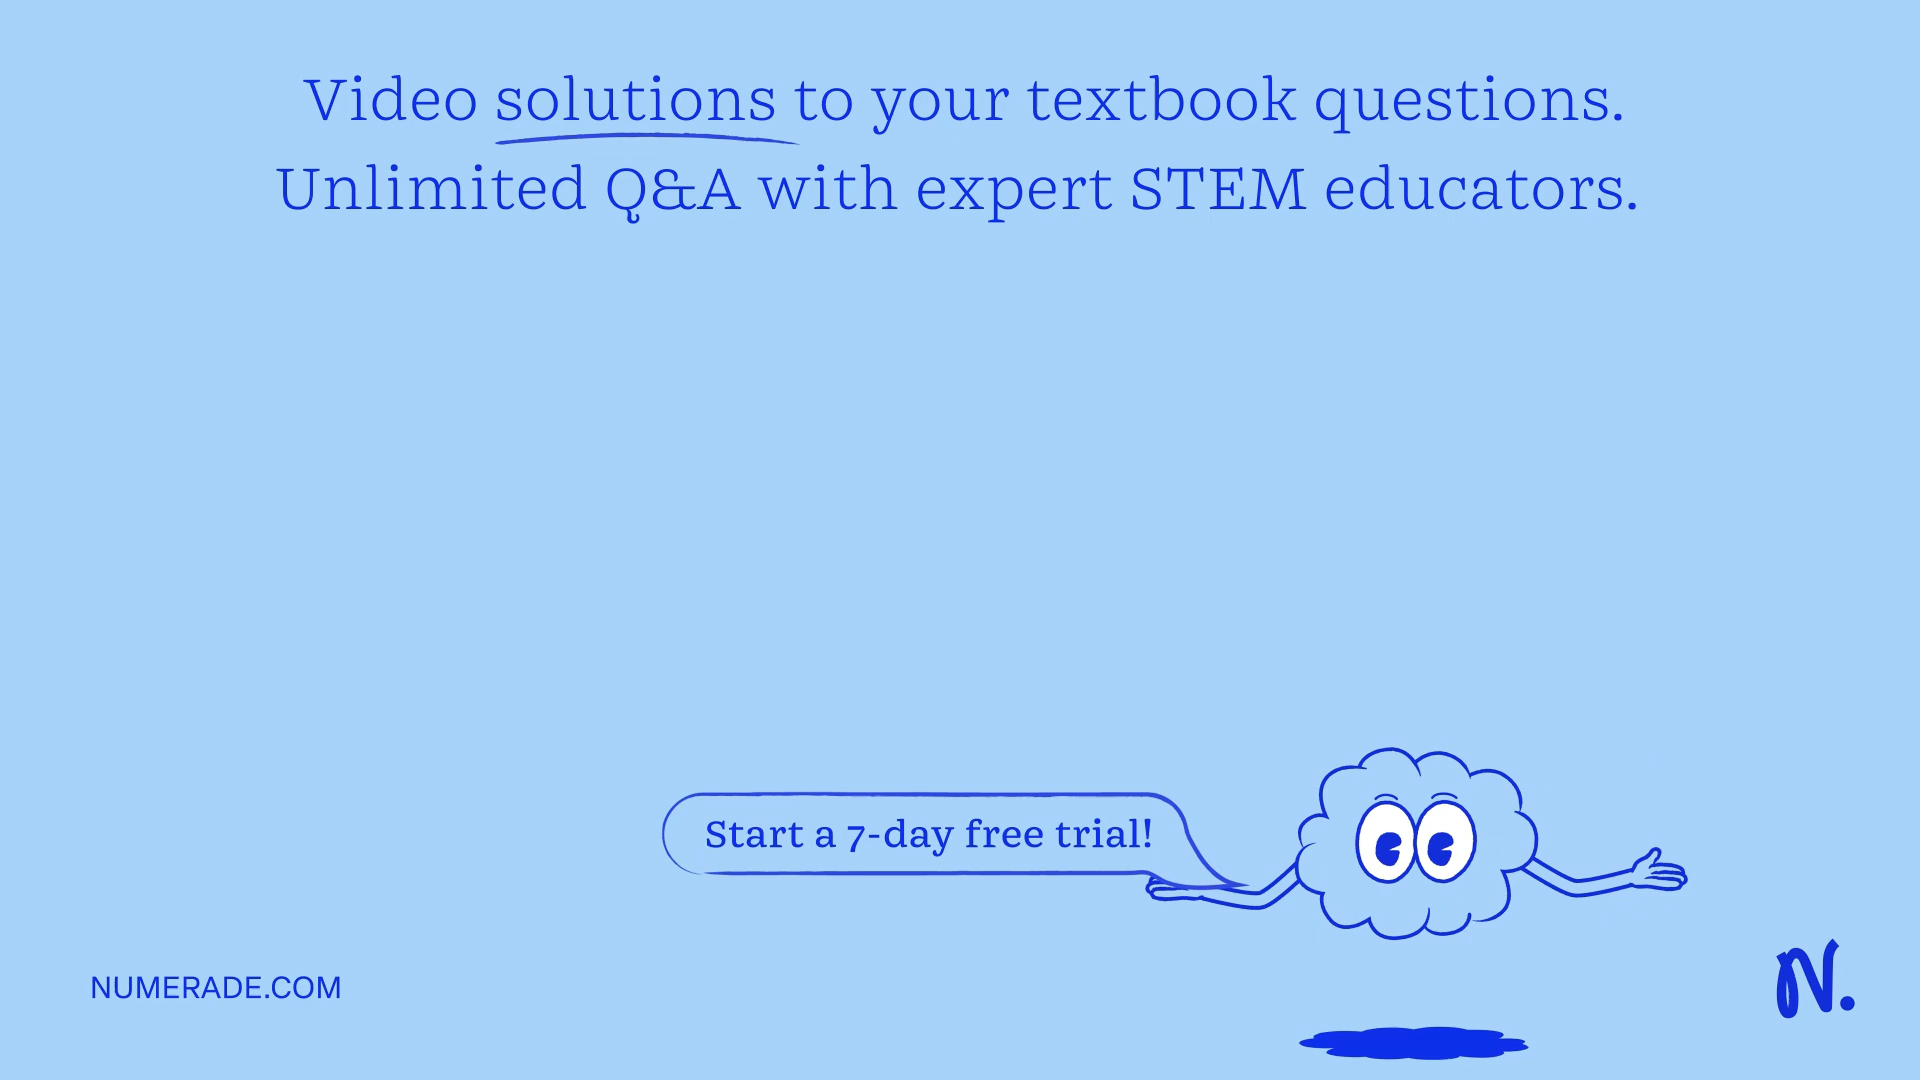 Video solutions to your textbook questions.
Unlimited Q&A with expert STEM educators.
Start a 7-day free trial!
NUMERADE.COM
N.